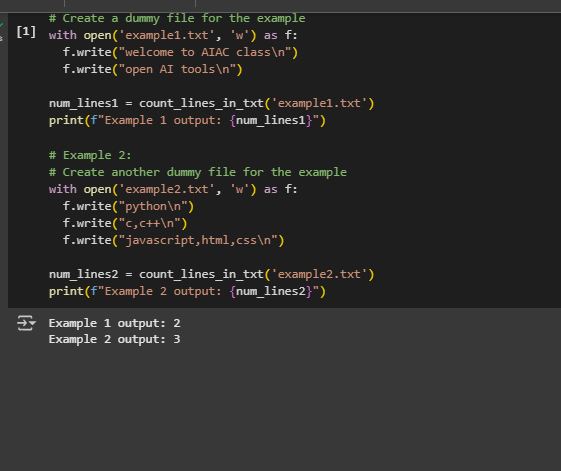 # Create a dummy file for the example
[1] with open('example1.txt', 'w') as f:
  f.write("welcome to AIAC class\n")
  f.write("open AI tools\n")

num_lines1 = count_lines_in_txt('example1.txt')
print(f"Example 1 output: {num_lines1}")

# Example 2:
# Create another dummy file for the example
with open('example2.txt', 'w') as f:
  f.write("python\n")
  f.write("c,c++\n")
  f.write("javascript,html,css\n")

num_lines2 = count_lines_in_txt('example2.txt')
print(f"Example 2 output: {num_lines2}")

Example 1 output: 2
Example 2 output: 3